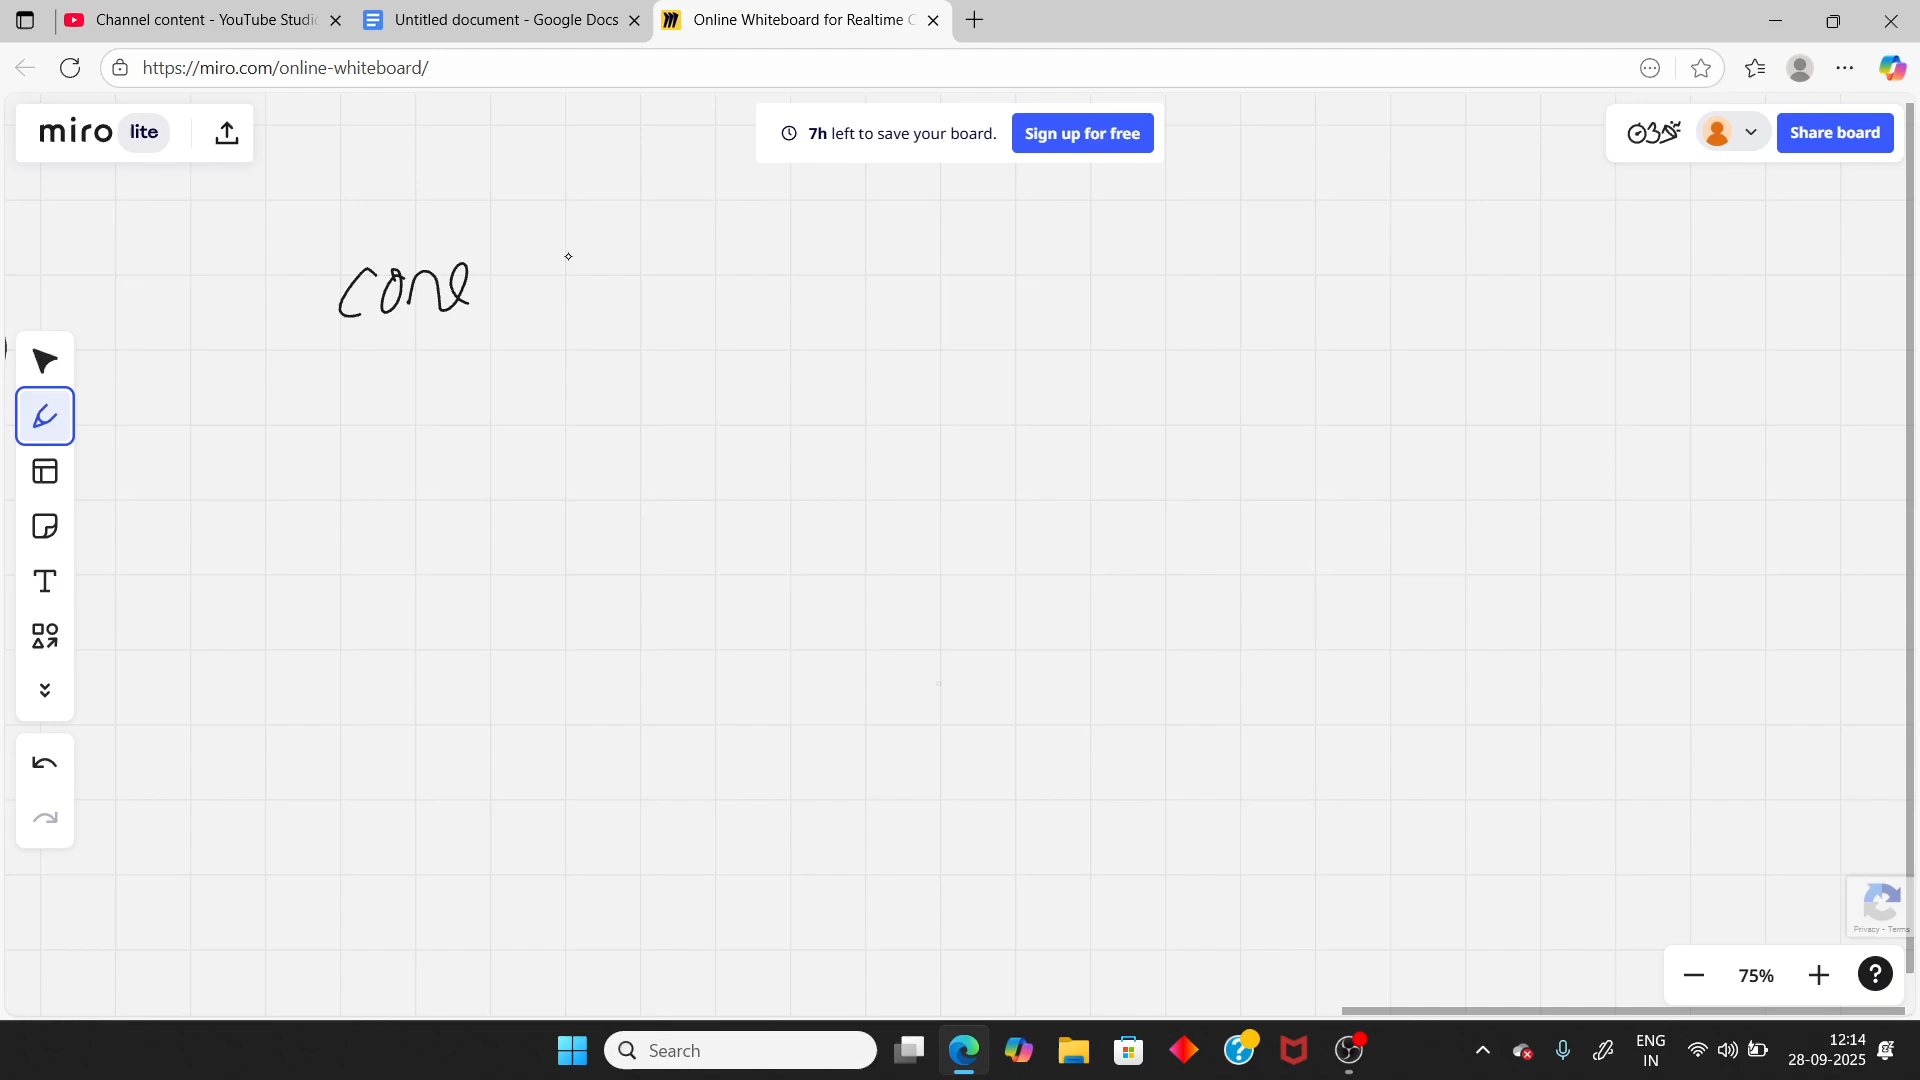 Channel content - YouTube Studi
Untitled document - Google Docs
Online Whiteboard for Realtime C
https://miro.com/online-whiteboard/
miro lite
7h left to save your board.
Sign up for free
Share board
cone
Privacy - Terms
75%
Search
ENG
IN
12:14
28-09-2025